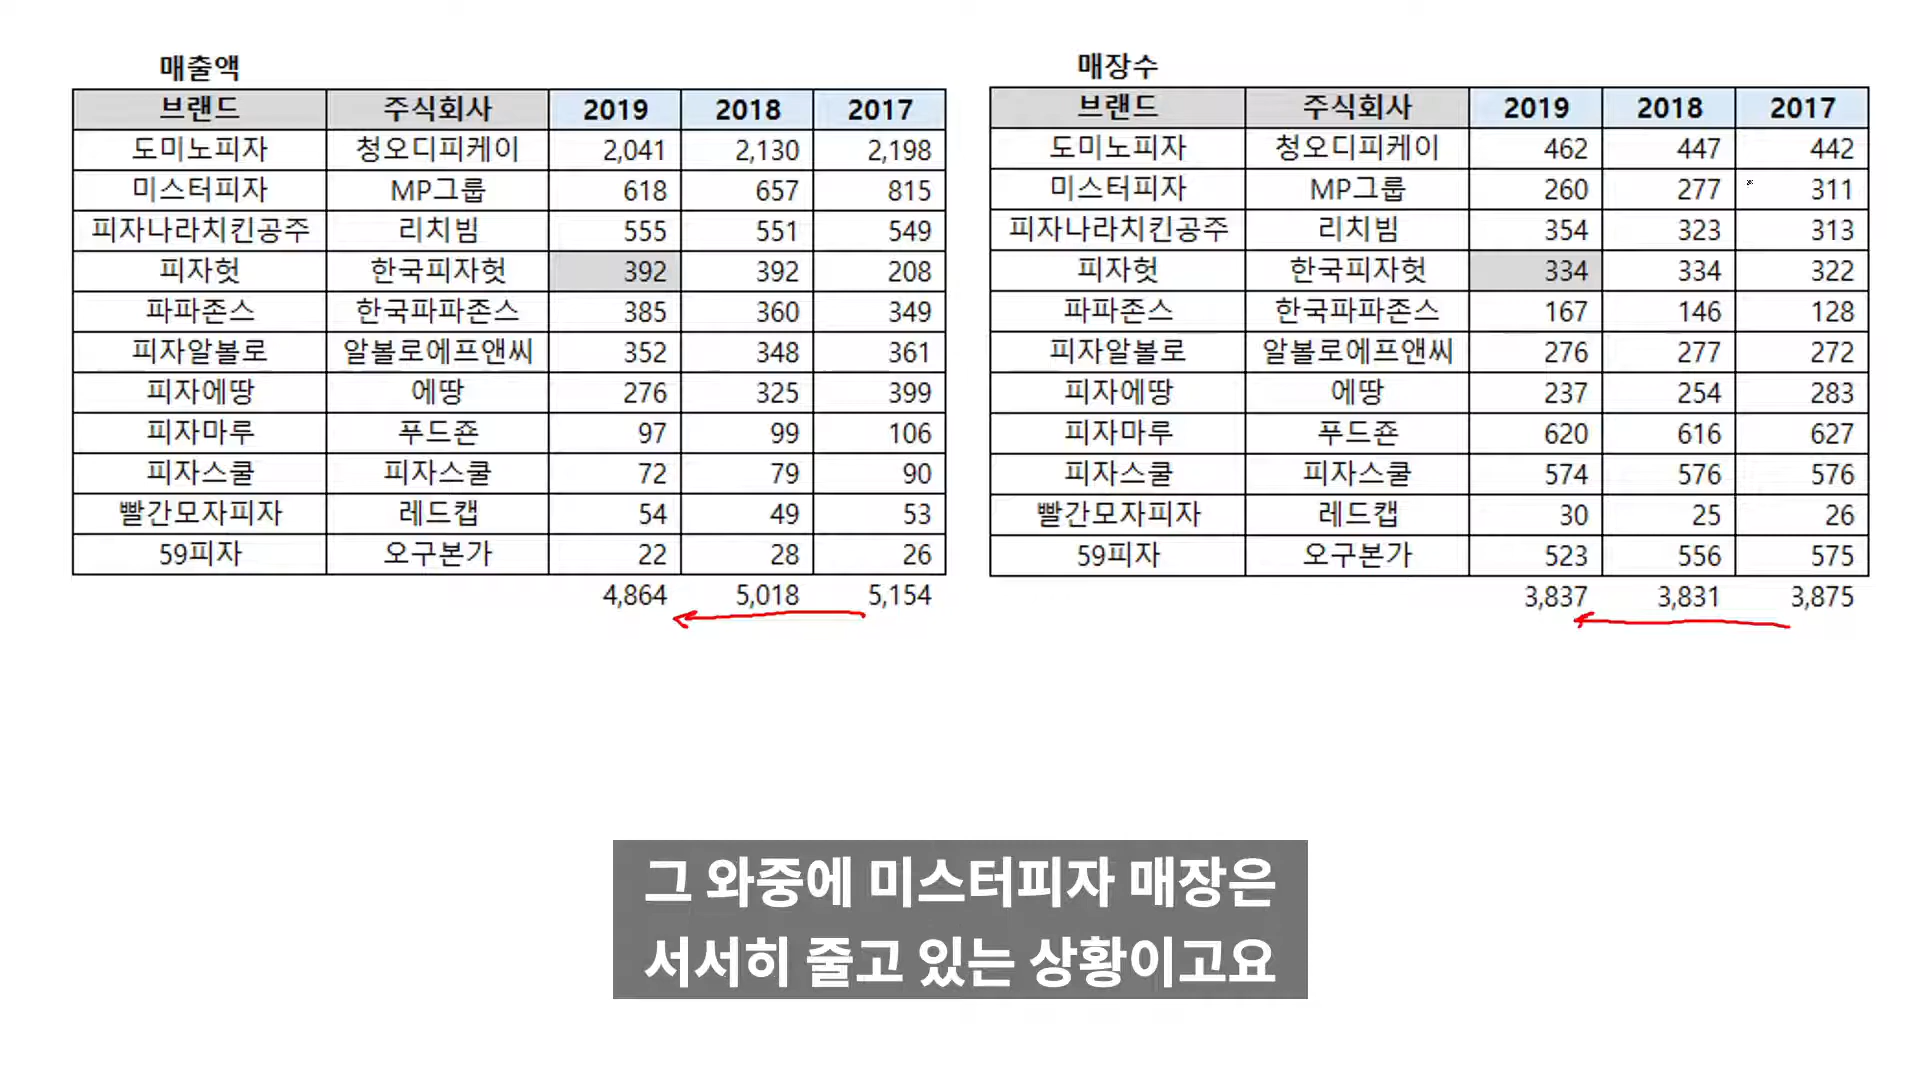 매출액
브랜드 주식회사 2019 2018 2017
도미노피자 청오디피케이 2,041 2,130 2,198
미스터피자 MP그룹 618 657 815
피자나라치킨공주 리치빔 555 551 549
피자헛 한국피자헛 392 392 208
파파존스 한국파파존스 385 360 349
피자알볼로 알볼로에프앤씨 352 348 361
피자에땅 에땅 276 325 399
피자마루 푸드죤 97 99 106
피자스쿨 피자스쿨 72 79 90
빨간모자피자 레드캡 54 49 53
59피자 오구본가 22 28 26
4,864 5,018 5,154
매장수
브랜드 주식회사 2019 2018 2017
도미노피자 청오디피케이 462 447 442
미스터피자 MP그룹 260 277 311
피자나라치킨공주 리치빔 354 323 313
피자헛 한국피자헛 334 334 322
파파존스 한국파파존스 167 146 128
피자알볼로 알볼로에프앤씨 276 277 272
피자에땅 에땅 237 254 283
피자마루 푸드죤 620 616 627
피자스쿨 피자스쿨 574 576 576
빨간모자피자 레드캡 30 25 26
59피자 오구본가 523 556 575
3,837 3,831 3,875
그 와중에 미스터피자 매장은
서서히 줄고 있는 상황이고요